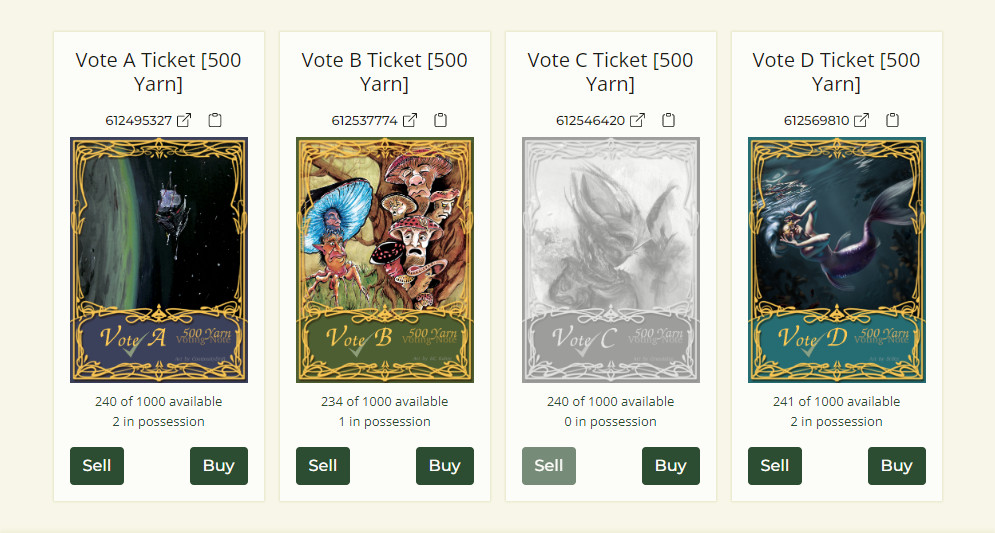 Vote A Ticket [500
Yarn]
612495327
Vote A
500 Yarn
Voting Note
240 of 1000 available
2 in possession
Sell
Buy
Vote B Ticket [500
Yarn]
612537774
Vote B
500 Yarn
Voting Note
234 of 1000 available
1 in possession
Sell
Buy
Vote C Ticket [500
Yarn]
612546420
Vote C
500 Yarn
Voting Note
240 of 1000 available
0 in possession
Sell
Buy
Vote D Ticket [500
Yarn]
612569810
Vote D
500 Yarn
Voting Note
241 of 1000 available
2 in possession
Sell
Buy